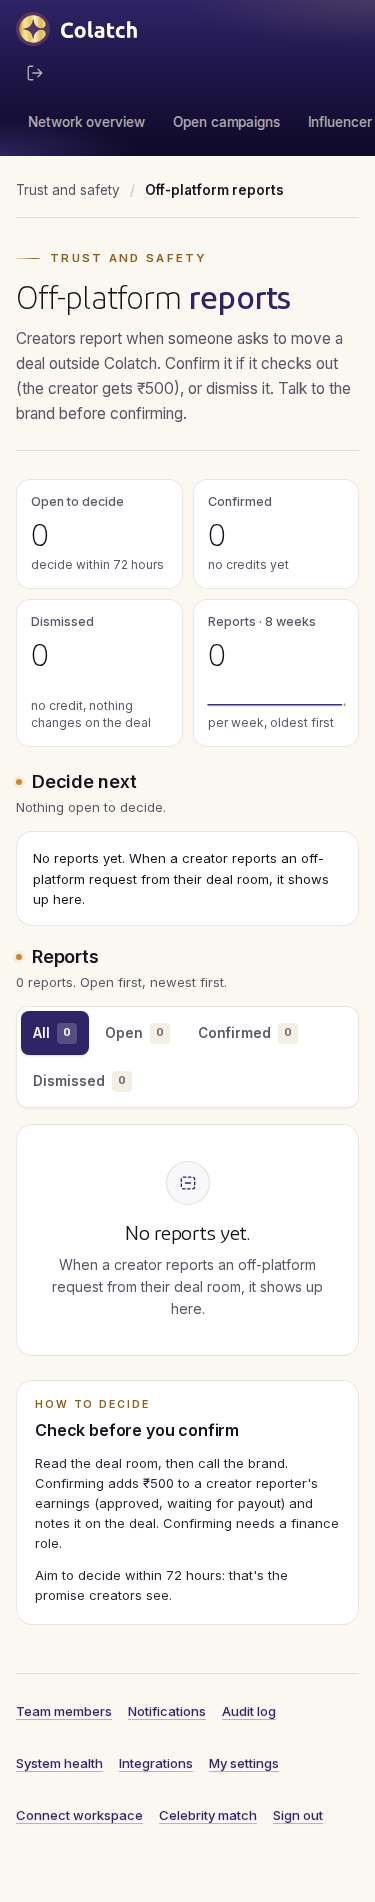 Colatch
Network overview Open campaigns Influencer
Trust and safety / Off-platform reports
TRUST AND SAFETY
Off-platform reports
Creators report when someone asks to move a
deal outside Colatch. Confirm it if it checks out
(the creator gets ₹500), or dismiss it. Talk to the
brand before confirming.
Open to decide
0
decide within 72 hours
Confirmed
0
no credits yet
Dismissed
0
no credit, nothing
changes on the deal
Reports · 8 weeks
0
per week, oldest first
Decide next
Nothing open to decide.
No reports yet. When a creator reports an off-
platform request from their deal room, it shows
up here.
Reports
0 reports. Open first, newest first.
All 0 Open 0 Confirmed 0
Dismissed 0
No reports yet.
When a creator reports an off-platform
request from their deal room, it shows up
here.
HOW TO DECIDE
Check before you confirm
Read the deal room, then call the brand.
Confirming adds ₹500 to a creator reporter's
earnings (approved, waiting for payout) and
notes it on the deal. Confirming needs a finance
role.
Aim to decide within 72 hours: that's the
promise creators see.
Team members Notifications Audit log
System health Integrations My settings
Connect workspace Celebrity match Sign out